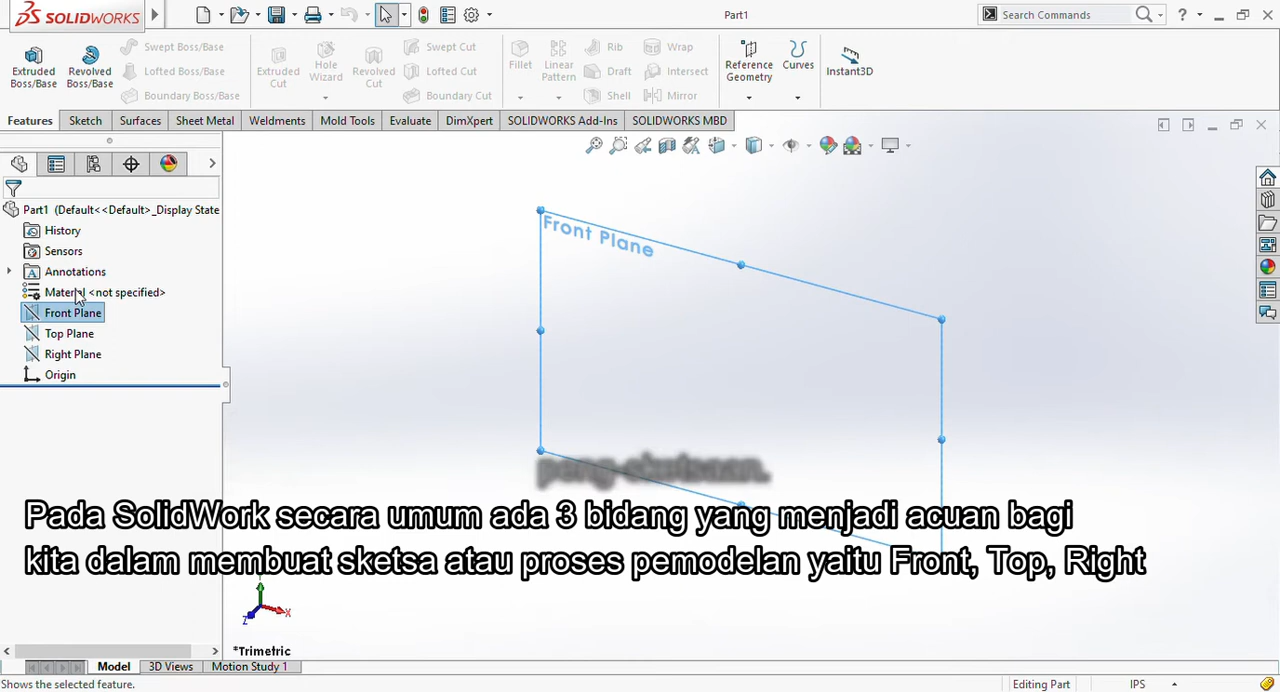 SOLIDWORKS
Part1
Search Commands
Extruded Boss/Base
Revolved Boss/Base
Swept Boss/Base
Lofted Boss/Base
Boundary Boss/Base
Extruded Cut
Hole Wizard
Revolved Cut
Swept Cut
Lofted Cut
Boundary Cut
Fillet
Linear Pattern
Rib
Draft
Shell
Wrap
Intersect
Mirror
Reference Geometry
Curves
Instant3D
Features Sketch Surfaces Sheet Metal Weldments Mold Tools Evaluate DimXpert SOLIDWORKS Add-Ins SOLIDWORKS MBD
Part1 (Default<<Default>_Display State
History
Sensors
Annotations
Material <not specified>
Front Plane
Top Plane
Right Plane
Origin
Front Plane
peng-sketsaan.
Pada SolidWork secara umum ada 3 bidang yang menjadi acuan bagi
kita dalam membuat sketsa atau proses pemodelan yaitu Front, Top, Right
Z X
*Trimetric
Model 3D Views Motion Study 1
Shows the selected feature. Editing Part IPS